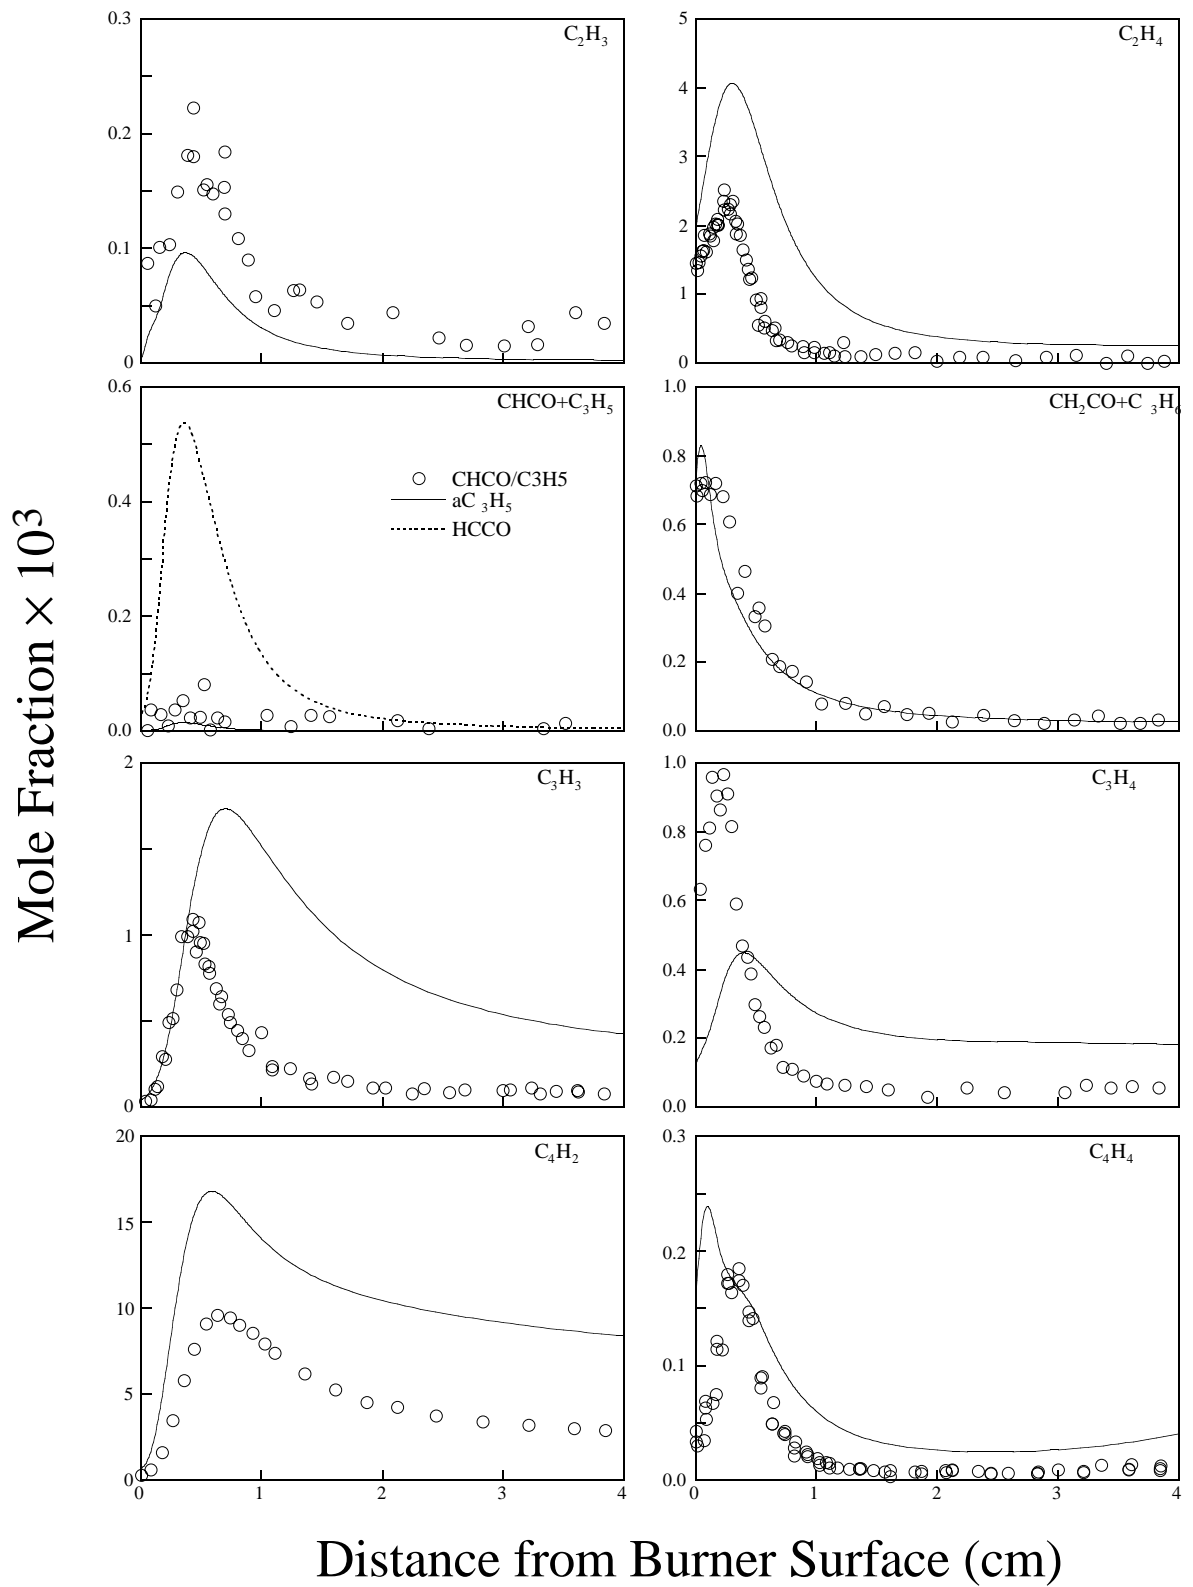 Mole Fraction × 10³
0.3
0.2
0.1
0
C₂H₃
5
4
3
2
1
0
C₂H₄
0.6
0.4
0.2
0.0
CHCO+C₃H₅
CHCO/C3H5
aC ₃H₅
HCCO
1.0
0.8
0.6
0.4
0.2
0.0
CH₂CO+C ₃H₆
2
1
0
C₃H₃
1.0
0.8
0.6
0.4
0.2
0.0
C₃H₄
20
15
10
5
0
C₄H₂
0 1 2 3 4
0.3
0.2
0.1
0.0
C₄H₄
0 1 2 3 4
Distance from Burner Surface (cm)